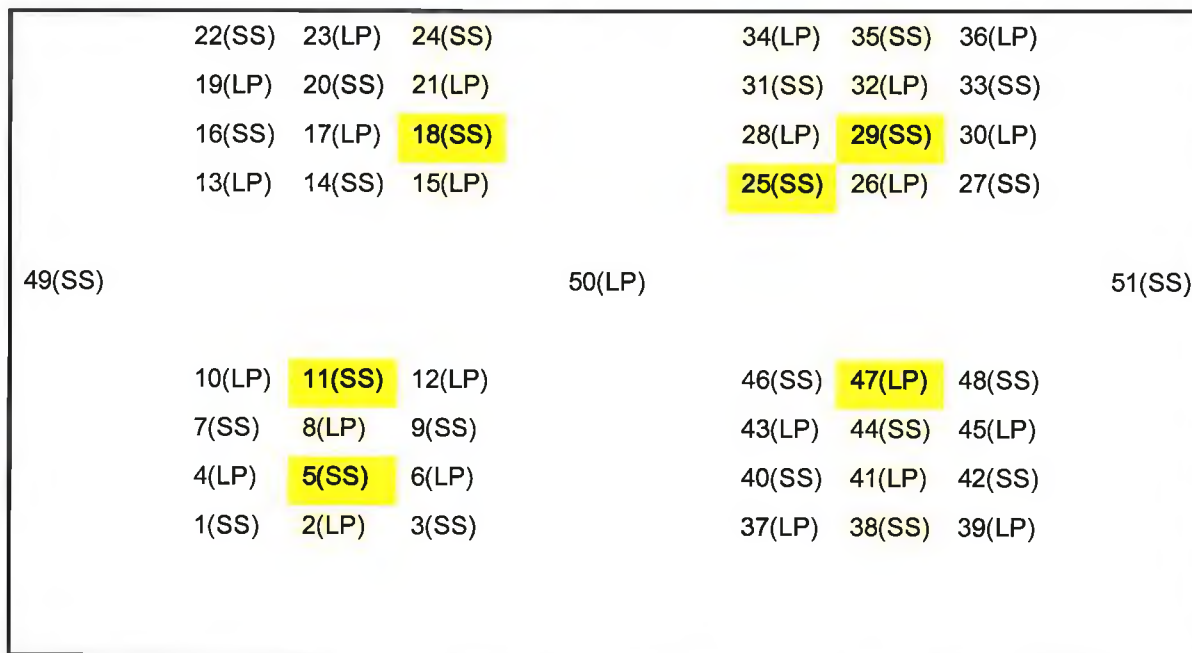 22(SS) 23(LP) 24(SS) 34(LP) 35(SS) 36(LP)
19(LP) 20(SS) 21(LP) 31(SS) 32(LP) 33(SS)
16(SS) 17(LP) 18(SS) 28(LP) 29(SS) 30(LP)
13(LP) 14(SS) 15(LP) 25(SS) 26(LP) 27(SS)
49(SS) 50(LP) 51(SS)
10(LP) 11(SS) 12(LP) 46(SS) 47(LP) 48(SS)
7(SS) 8(LP) 9(SS) 43(LP) 44(SS) 45(LP)
4(LP) 5(SS) 6(LP) 40(SS) 41(LP) 42(SS)
1(SS) 2(LP) 3(SS) 37(LP) 38(SS) 39(LP)